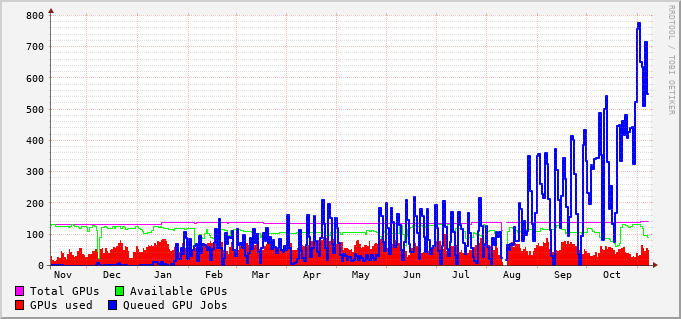 800
700
600
500
400
300
200
100
0
Nov Dec Jan Feb Mar Apr May Jun Jul Aug Sep Oct
Total GPUs Available GPUs
GPUs used Queued GPU Jobs
RRDTOOL / TOBI OETIKER